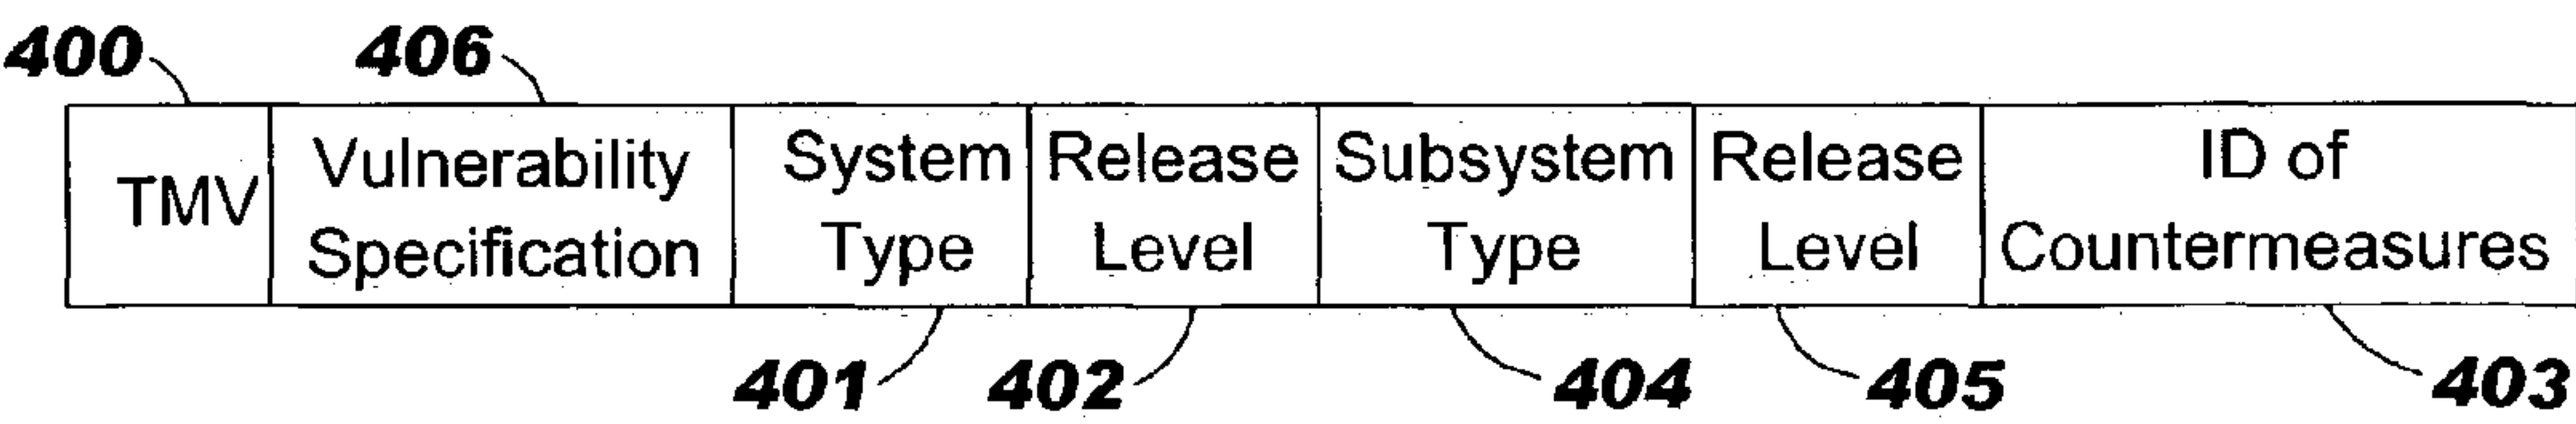 400 406
TMV
Vulnerability
Specification
System
Type
Release
Level
Subsystem
Type
Release
Level
ID of
Countermeasures
401 402 404 405 403